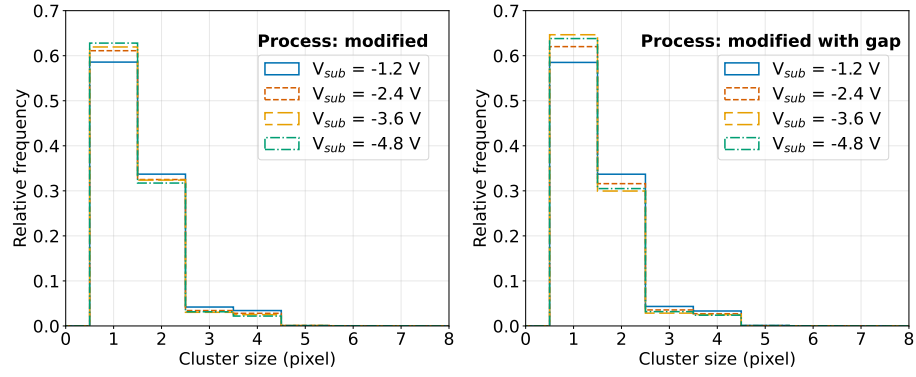 Process: modified
V_sub = -1.2 V
V_sub = -2.4 V
V_sub = -3.6 V
V_sub = -4.8 V
Relative frequency
0.7
0.6
0.5
0.4
0.3
0.2
0.1
0.0
0 1 2 3 4 5 6 7 8
Cluster size (pixel)
Process: modified with gap
V_sub = -1.2 V
V_sub = -2.4 V
V_sub = -3.6 V
V_sub = -4.8 V
Relative frequency
0.7
0.6
0.5
0.4
0.3
0.2
0.1
0.0
0 1 2 3 4 5 6 7 8
Cluster size (pixel)